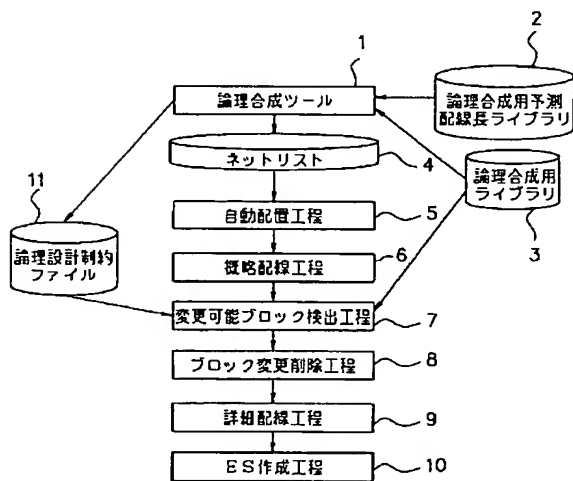 1
2
論理合成ツール
論理合成用予測
配線長ライブラリ
ネットリスト
4
論理合成用
ライブラリ
3
11
論理設計制約
ファイル
自動配置工程
5
概略配線工程
6
変更可能ブロック検出工程
7
ブロック変更削除工程
8
詳細配線工程
9
ES作成工程
10